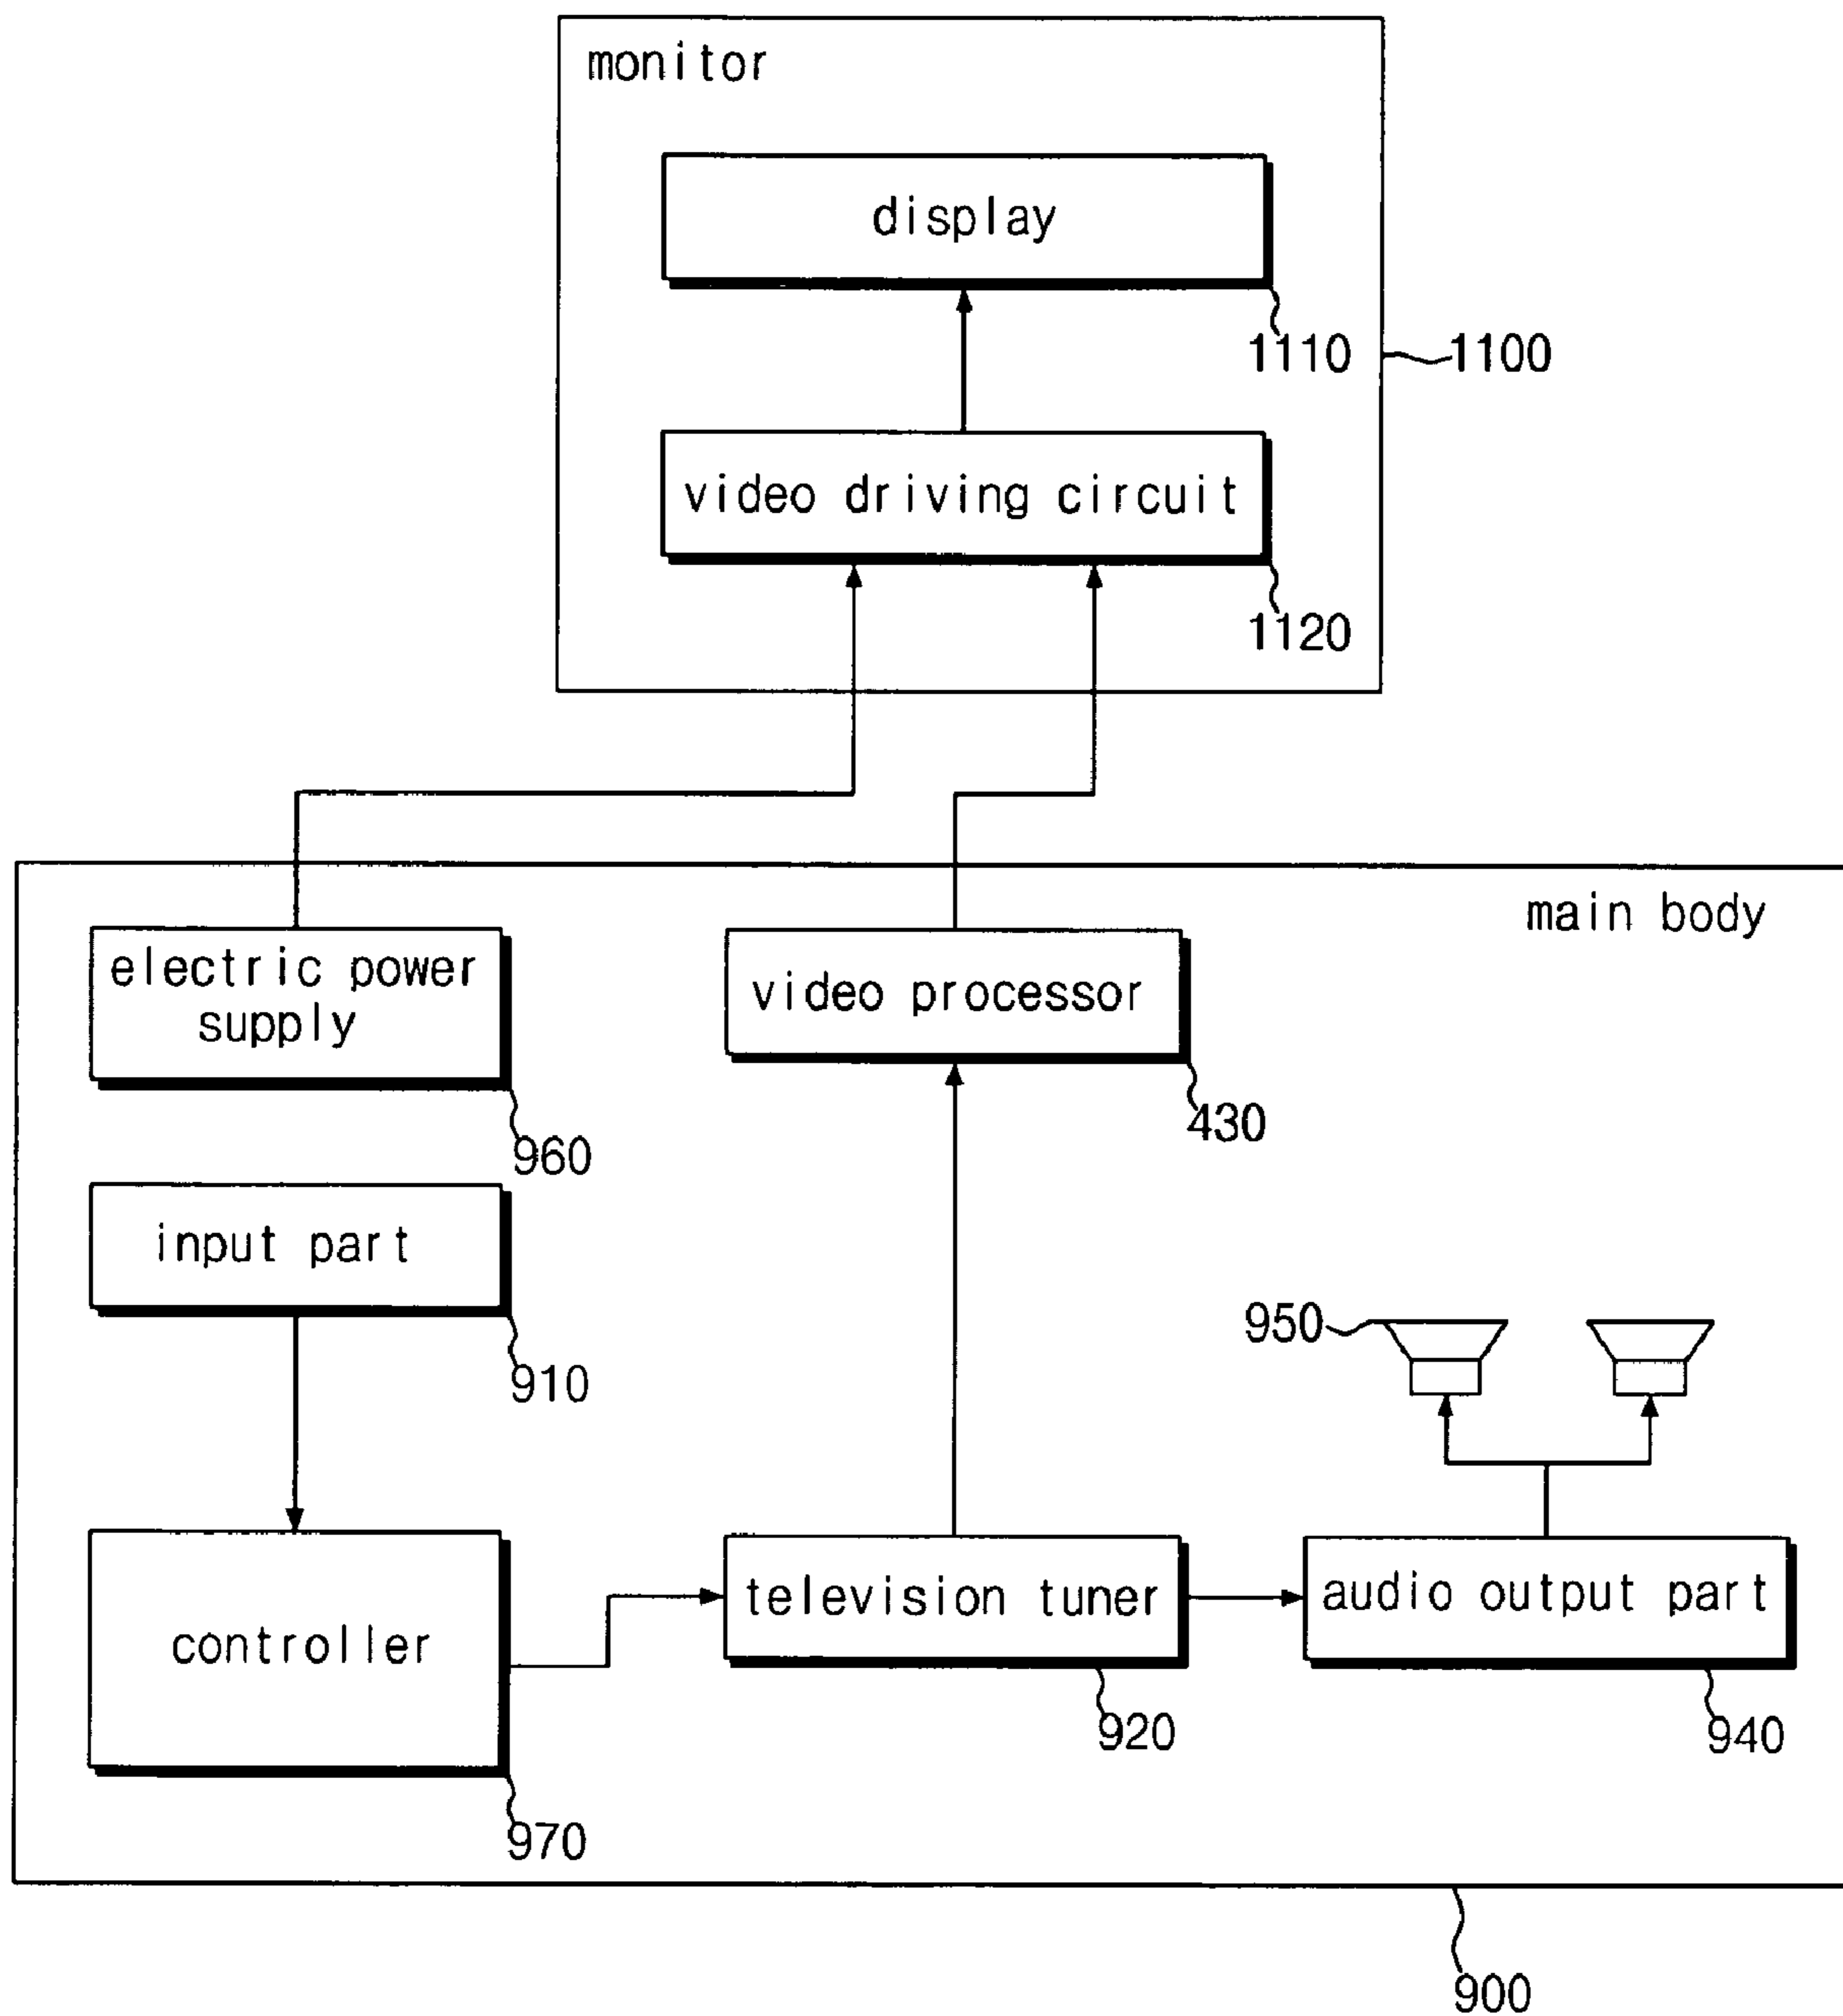 monitor
display
1110
1100
video driving circuit
1120
main body
electric power
supply
video processor
960
430
input part
910
950
controller
television tuner
audio output part
970
920
940
900